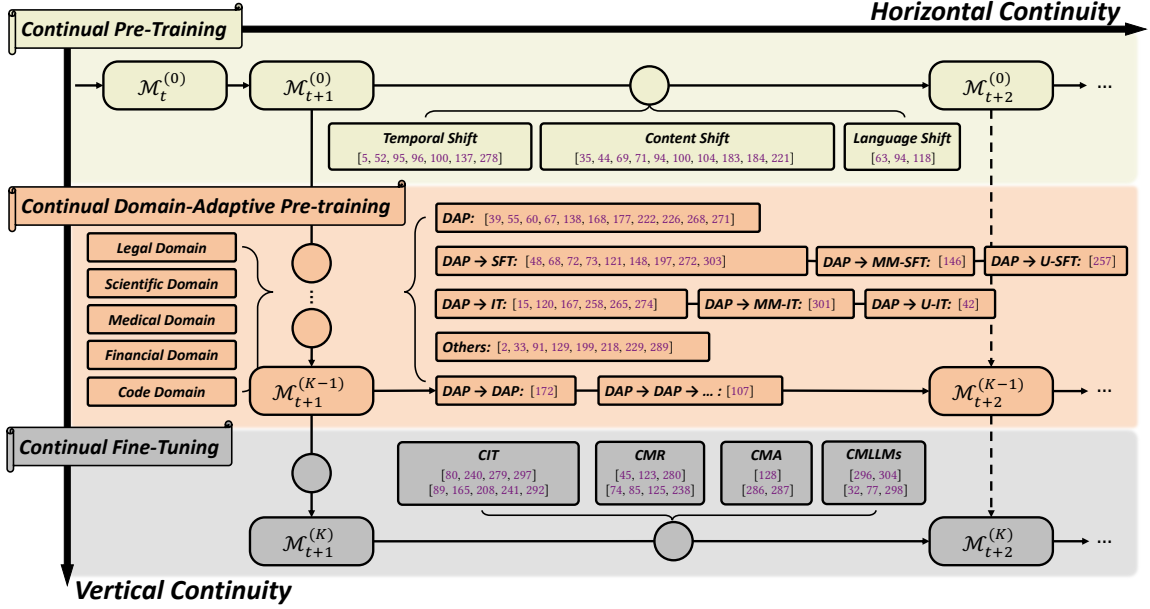 Horizontal Continuity
Continual Pre-Training
ℳ_t^{(0)}
ℳ_{t+1}^{(0)}
ℳ_{t+2}^{(0)}
...
Temporal Shift
[5, 52, 95, 96, 100, 137, 278]
Content Shift
[35, 44, 69, 71, 94, 100, 104, 183, 184, 221]
Language Shift
[63, 94, 118]
Continual Domain-Adaptive Pre-training
Legal Domain
Scientific Domain
Medical Domain
Financial Domain
Code Domain
...
DAP: [39, 55, 60, 67, 138, 168, 177, 222, 226, 268, 271]
DAP → SFT: [48, 68, 72, 73, 121, 148, 197, 272, 303]
DAP → MM-SFT: [146]
DAP → U-SFT: [257]
DAP → IT: [15, 120, 167, 258, 265, 274]
DAP → MM-IT: [301]
DAP → U-IT: [42]
Others: [2, 33, 91, 129, 199, 218, 229, 289]
ℳ_{t+1}^{(K−1)}
DAP → DAP: [172]
DAP → DAP → ... : [107]
ℳ_{t+2}^{(K−1)}
...
Continual Fine-Tuning
CIT
[80, 240, 279, 297]
[89, 165, 208, 241, 292]
CMR
[45, 123, 280]
[74, 85, 125, 238]
CMA
[128]
[286, 287]
CMLLMs
[296, 304]
[32, 77, 298]
ℳ_{t+1}^{(K)}
ℳ_{t+2}^{(K)}
...
Vertical Continuity